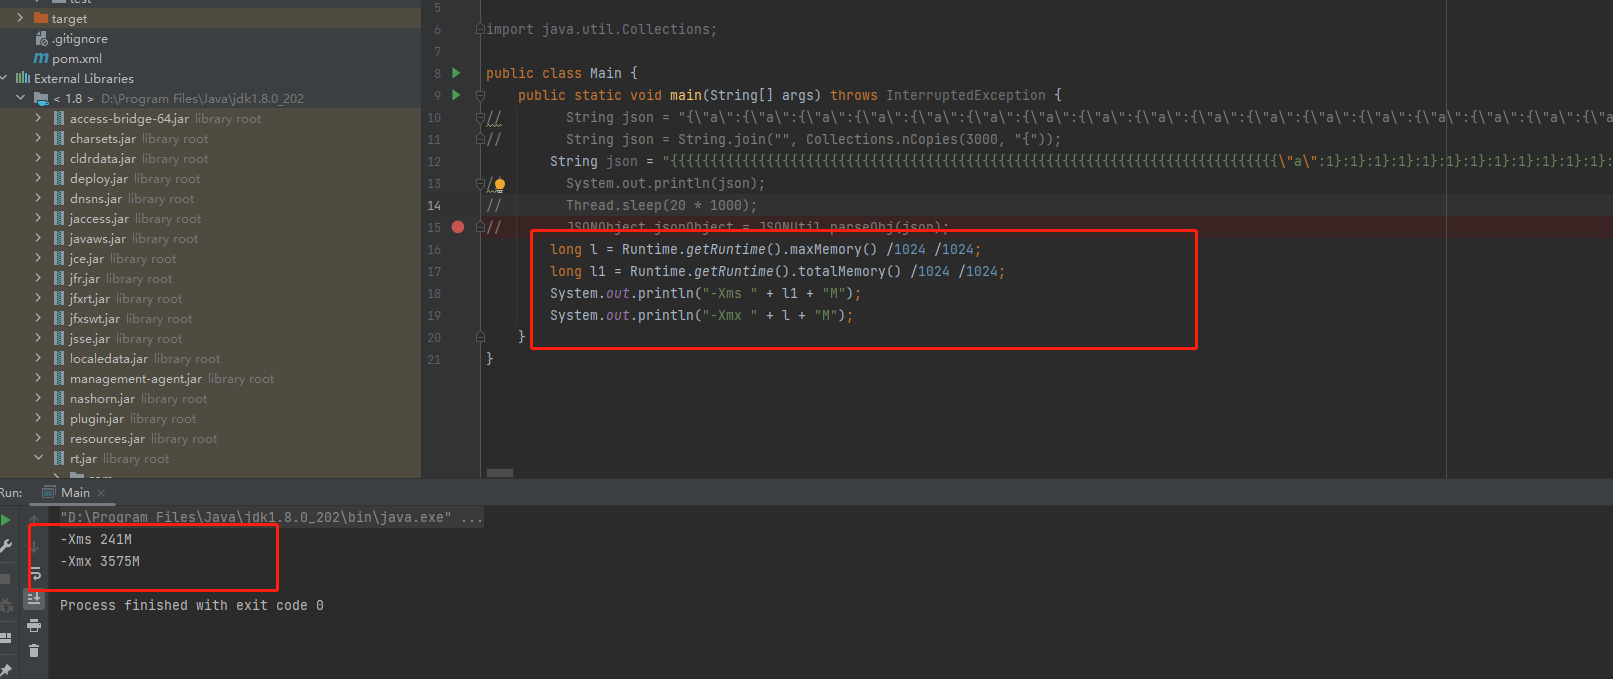 test
target
.gitignore
pom.xml
External Libraries
< 1.8 > D:\Program Files\Java\jdk1.8.0_202
access-bridge-64.jar library root
charsets.jar library root
cldrdata.jar library root
deploy.jar library root
dnsns.jar library root
jaccess.jar library root
javaws.jar library root
jce.jar library root
jfr.jar library root
jfxrt.jar library root
jfxswt.jar library root
jsse.jar library root
localedata.jar library root
management-agent.jar library root
nashorn.jar library root
plugin.jar library root
resources.jar library root
rt.jar library root
5
6 import java.util.Collections;
7
8 public class Main {
9 public static void main(String[] args) throws InterruptedException {
10 // String json = "{\"a\":{\"a\":{\"a\":{\"a\":{\"a\":{\"a\":{\"a\":{\"a\":{\"a\":{\"a\":{\"a\":{\"a\":{\"a\":{\"a\":{\"a\":{\"a\":{\"a\":{\"a\":{\"a
11 // String json = String.join("", Collections.nCopies(3000, "{"));
12 String json = "{{{{{{{{{{{{{{{{{{{{{{{{{{{{{{{{{{{{{{{{{{{{{{{{{{{{{{{{{{{{{{{{{{{{{{{{{{{{\"a\":1}:1}:1}:1}:1}:1}:1}:1}:1}:1}:1}:1}:
13 // System.out.println(json);
14 // Thread.sleep(20 * 1000);
15 // JSONObject jsonObject = JSONUtil.parseObj(json);
16 long l = Runtime.getRuntime().maxMemory() /1024 /1024;
17 long l1 = Runtime.getRuntime().totalMemory() /1024 /1024;
18 System.out.println("-Xms " + l1 + "M");
19 System.out.println("-Xmx " + l + "M");
20 }
21 }
Run: Main
"D:\Program Files\Java\jdk1.8.0_202\bin\java.exe" ...
-Xms 241M
-Xmx 3575M
Process finished with exit code 0